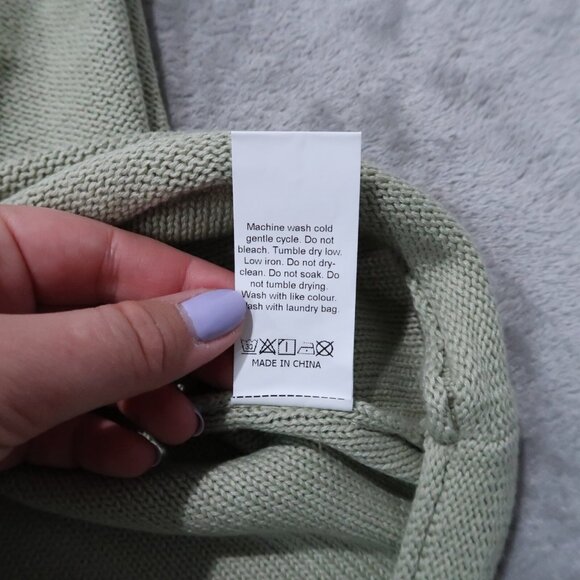 Machine wash cold
gentle cycle. Do not
bleach. Tumble dry low.
Low iron. Do not dry-
clean. Do not soak. Do
not tumble drying.
Wash with like colour.
with laundry bag.
30
MADE IN CHINA